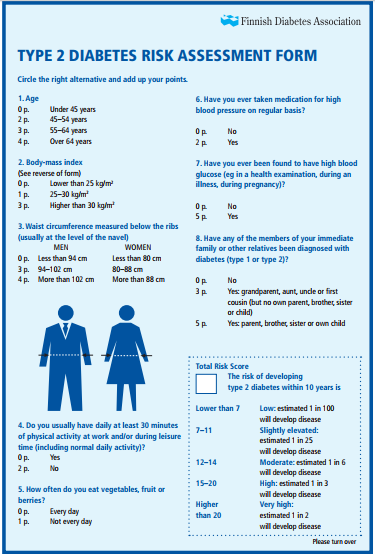 Finnish Diabetes Association
TYPE 2 DIABETES RISK ASSESSMENT FORM
Circle the right alternative and add up your points.
1. Age
0 p. Under 45 years
2 p. 45–54 years
3 p. 55–64 years
4 p. Over 64 years
2. Body-mass index
(See reverse of form)
0 p. Lower than 25 kg/m²
1 p. 25–30 kg/m²
3 p. Higher than 30 kg/m²
3. Waist circumference measured below the ribs
(usually at the level of the navel)
MEN WOMEN
0 p. Less than 94 cm Less than 80 cm
3 p. 94–102 cm 80–88 cm
4 p. More than 102 cm More than 88 cm
4. Do you usually have daily at least 30 minutes
of physical activity at work and/or during leisure
time (including normal daily activity)?
0 p. Yes
2 p. No
5. How often do you eat vegetables, fruit or
berries?
0 p. Every day
1 p. Not every day
6. Have you ever taken medication for high
blood pressure on regular basis?
0 p. No
2 p. Yes
7. Have you ever been found to have high blood
glucose (eg in a health examination, during an
illness, during pregnancy)?
0 p. No
5 p. Yes
8. Have any of the members of your immediate
family or other relatives been diagnosed with
diabetes (type 1 or type 2)?
0 p. No
3 p. Yes: grandparent, aunt, uncle or first
cousin (but no own parent, brother, sister
or child)
5 p. Yes: parent, brother, sister or own child
Total Risk Score
The risk of developing
type 2 diabetes within 10 years is
Lower than 7 Low: estimated 1 in 100
will develop disease
7–11 Slightly elevated:
estimated 1 in 25
will develop disease
12–14 Moderate: estimated 1 in 6
will develop disease
15–20 High: estimated 1 in 3
will develop disease
Higher Very high:
than 20 estimated 1 in 2
will develop disease
Please turn over